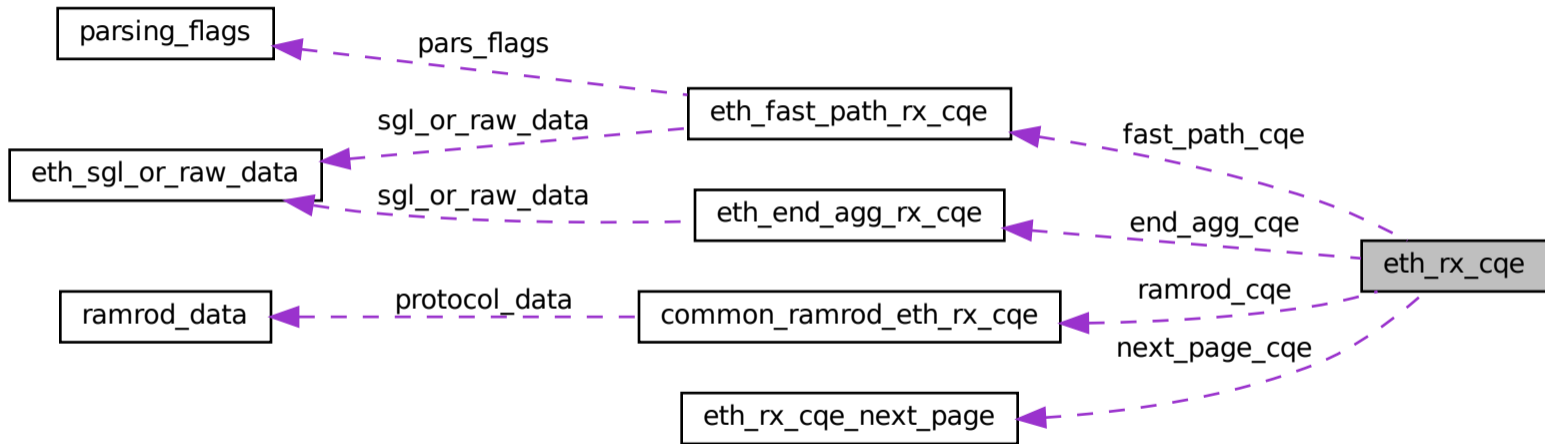 parsing_flags
pars_flags
eth_fast_path_rx_cqe
sgl_or_raw_data
fast_path_cqe
eth_sgl_or_raw_data
sgl_or_raw_data
eth_end_agg_rx_cqe
end_agg_cqe
eth_rx_cqe
ramrod_cqe
protocol_data
ramrod_data
common_ramrod_eth_rx_cqe
next_page_cqe
eth_rx_cqe_next_page